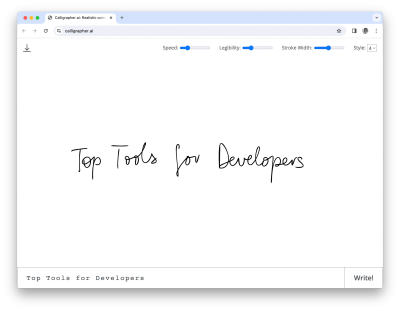 Calligrapher.ai: Realistic com
calligrapher.ai
Speed: Legibility: Stroke Width: Style: 4
Top Tools for Developers
Top Tools for Developers Write!